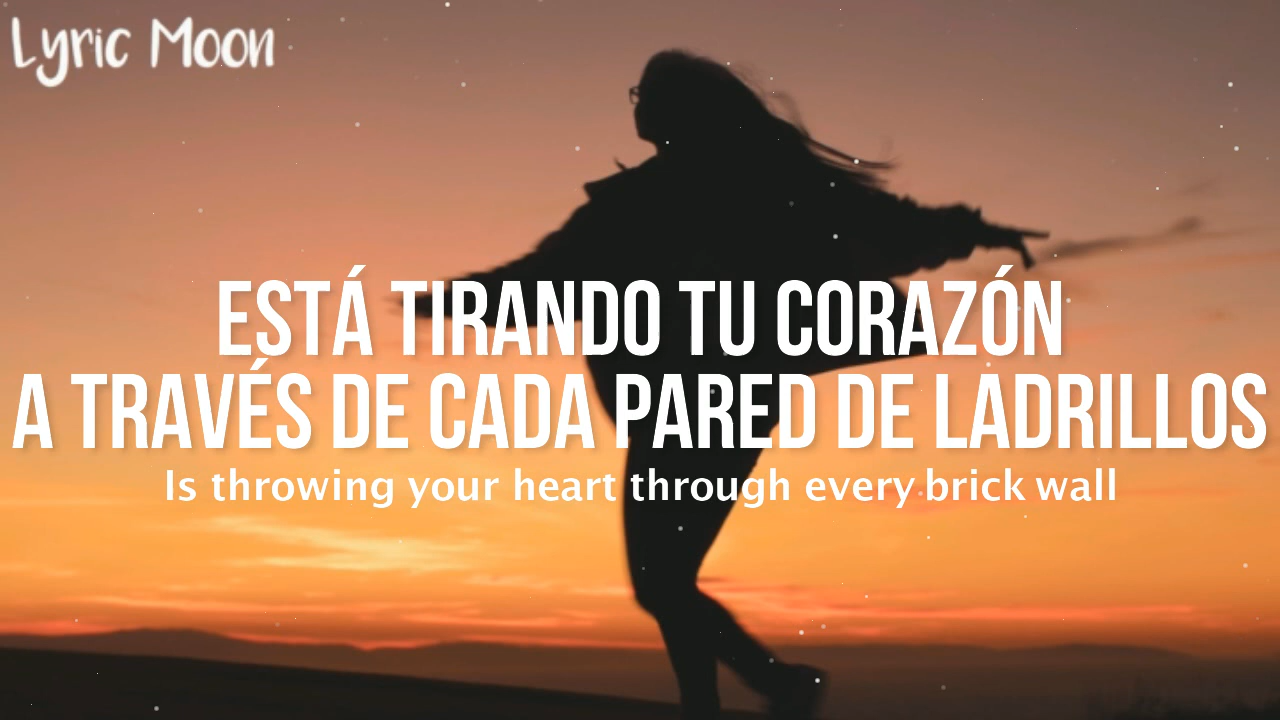 Lyric Moon
ESTÁ TIRANDO TU CORAZÓN
A TRAVÉS DE CADA PARED DE LADRILLOS
Is throwing your heart through every brick wall